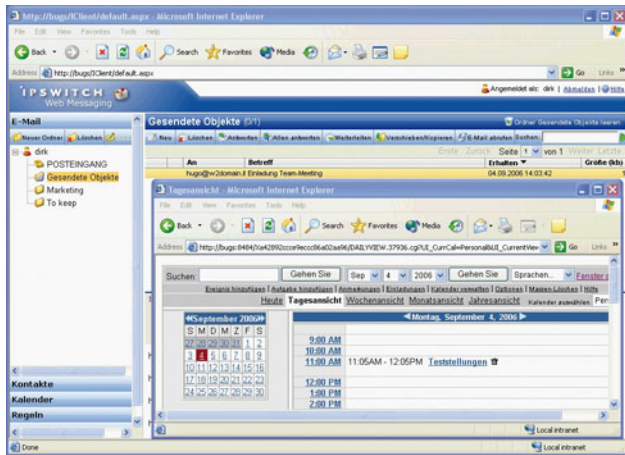 http://bugs/IClient/default.aspx - Microsoft Internet Explorer
File Edit View Favorites Tools Help
Back Search Favorites Media
Address http://bugs/IClient/default.aspx Go Links
IPSWITCH
Web Messaging
Angemeldet als: dirk | Abmelden | Hilfe
E-Mail
Gesendete Objekte (0/1)
Ordner Gesendete Objekte leeren
Neuer Ordner Löschen
Neu Löschen Antworten Allen antworten Weiterleiten Verschieben/Kopieren E-Mail abrufen Suchen:
Erste Zurück Seite 1 von 1 Weiter Letzte
An Betreff Erhalten Größe (kb)
hugo@w2domain.t Einladung Team-Meeting 04.09.2006 14:03:42 1
dirk
POSTEINGANG
Gesendete Objekte
Marketing
To keep
Kontakte
Kalender
Regeln
Tagesansicht - Microsoft Internet Explorer
File Edit View Favorites Tools Help
Back Search Favorites Media
Address Go Links
Suchen: Gehen Sie Sep 4 2006 Gehen Sie Sprachen... Fenster s
Ereignis hinzufügen | Aufgabe hinzufügen | Anmerkungen | Einladungen | Kalender verwalten | Optionen | Massen-Löschen | Hilfe
Heute Tagesansicht Wochenansicht Monatsansicht Jahresansicht Kalender auswählen Per
September 2006
S M D M Z F S
27 28 29 30 31 1 2
3 4 5 6 7 8 9
10 11 12 13 14 15 16
17 18 19 20 21 22 23
24 25 26 27 28 29 30
Montag, September 4, 2006
9:00 AM
10:00 AM
11:00 AM 11:05AM - 12:05PM Teststellungen
12:00 PM
1:00 PM
2:00 PM
Local intranet
Done Local intranet